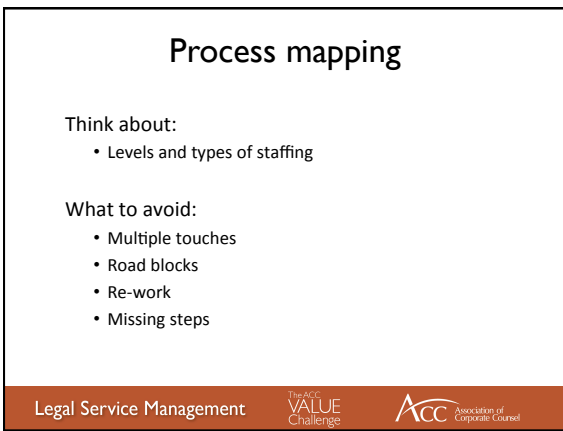 Process mapping
Think about:
• Levels and types of staffing
What to avoid:
• Multiple touches
• Road blocks
• Re-work
• Missing steps
Legal Service Management
The ACC
VALUE
Challenge
ACC Association of
Corporate Counsel